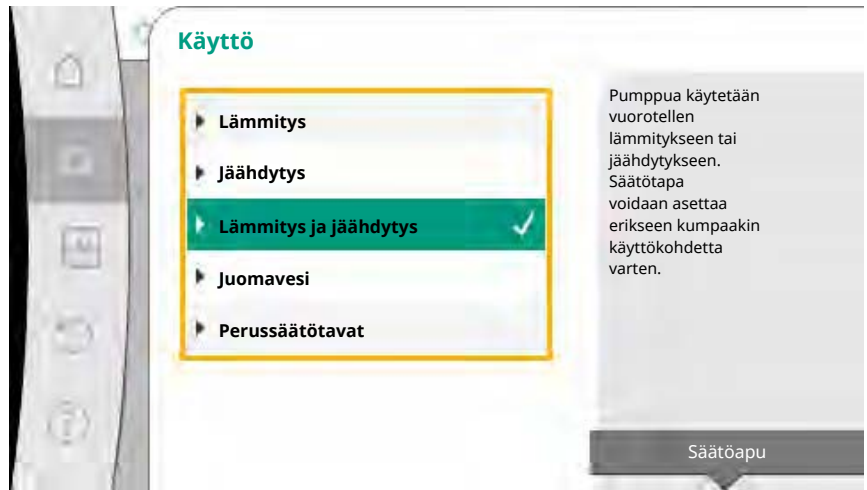 Käyttö
Lämmitys
Jäähdytys
Lämmitys ja jäähdytys
Juomavesi
Perussäätötavat
Pumppua käytetään
vuorotellen
lämmitykseen tai
jäähdytykseen.
Säätötapa
voidaan asettaa
erikseen kumpaakin
käyttökohdetta
varten.
Säätöapu